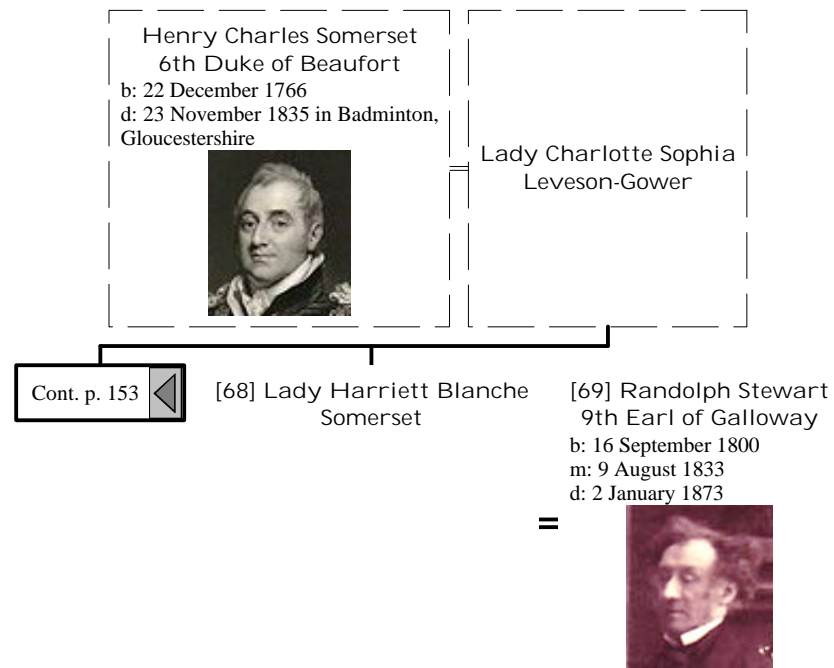 Henry Charles Somerset
6th Duke of Beaufort
b: 22 December 1766
d: 23 November 1835 in Badminton,
Gloucestershire
Lady Charlotte Sophia
Leveson-Gower
Cont. p. 153
[68] Lady Harriett Blanche
Somerset
=
[69] Randolph Stewart
9th Earl of Galloway
b: 16 September 1800
m: 9 August 1833
d: 2 January 1873